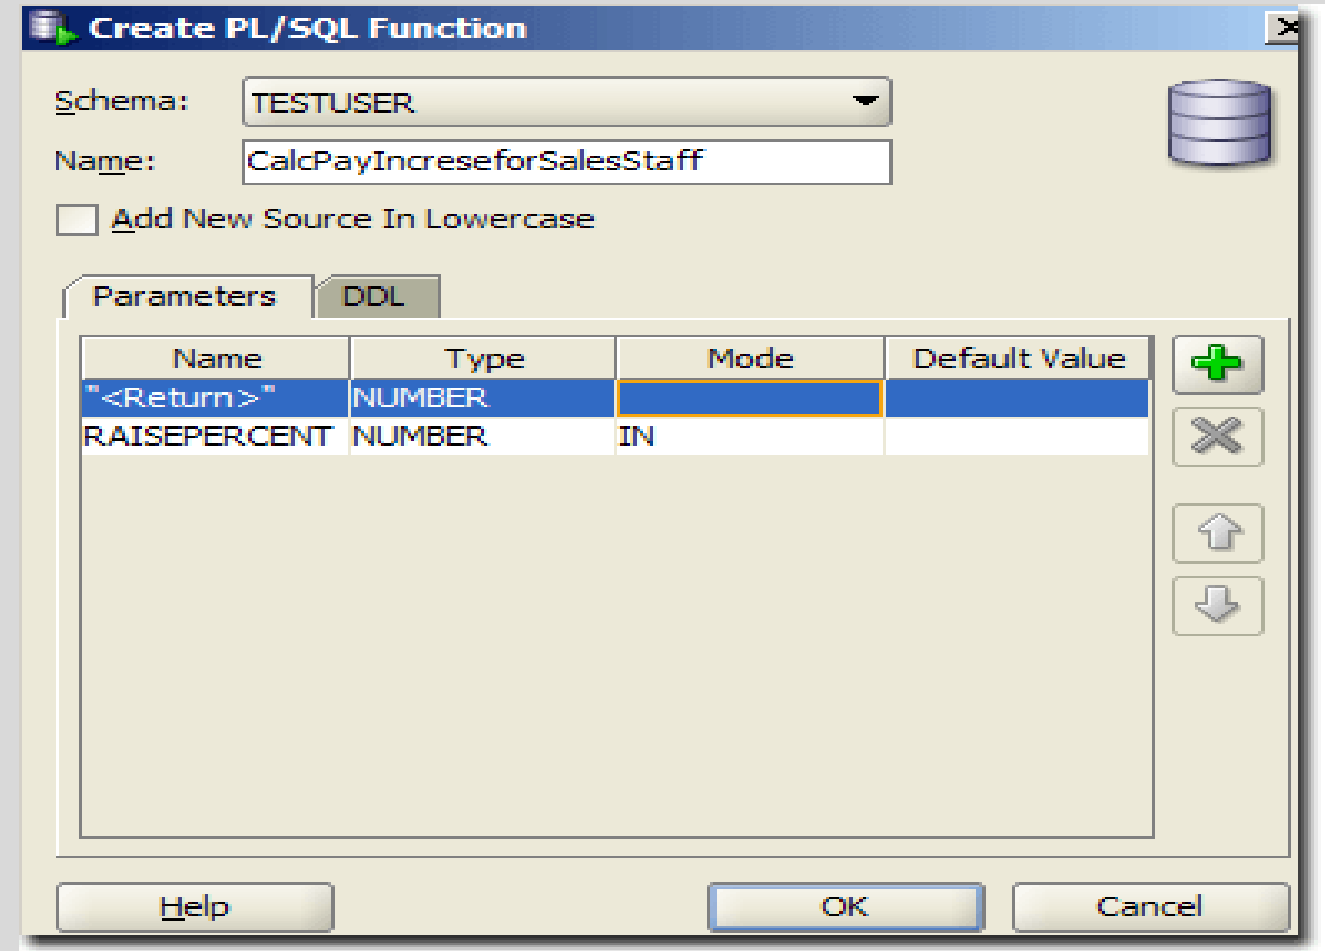 Create PL/SQL Function
Schema: TESTUSER
Name: CalcPayIncreseforSalesStaff
Add New Source In Lowercase
Parameters DDL
Name Type Mode Default Value
"<Return>" NUMBER
RAISEPERCENT NUMBER IN
Help OK Cancel